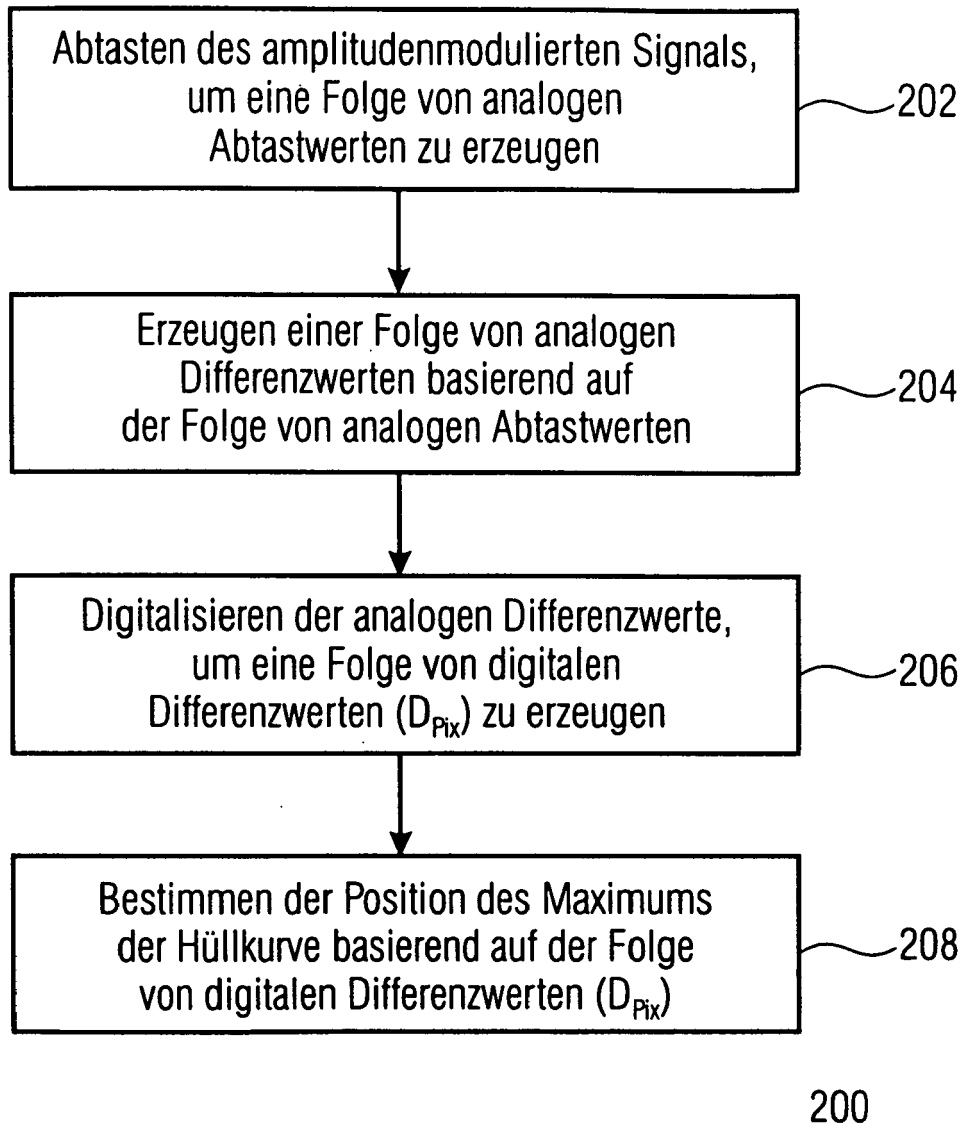 Abtasten des amplitudenmodulierten Signals,
um eine Folge von analogen
Abtastwerten zu erzeugen
202
Erzeugen einer Folge von analogen
Differenzwerten basierend auf
der Folge von analogen Abtastwerten
204
Digitalisieren der analogen Differenzwerte,
um eine Folge von digitalen
Differenzwerten (D_Pix) zu erzeugen
206
Bestimmen der Position des Maximums
der Hüllkurve basierend auf der Folge
von digitalen Differenzwerten (D_Pix)
208
200